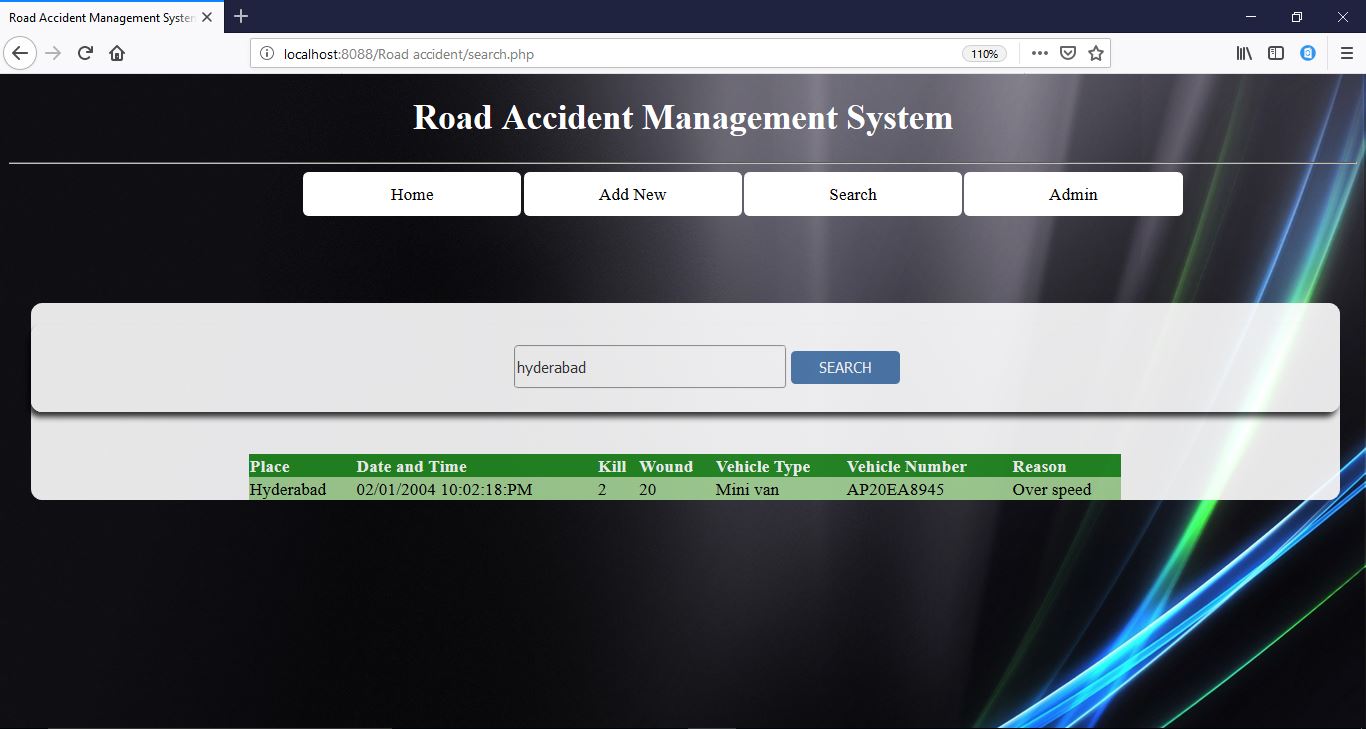 Road Accident Management System
localhost:8088/Road accident/search.php 110%
Road Accident Management System
Home Add New Search Admin
hyderabad SEARCH
Place Date and Time Kill Wound Vehicle Type Vehicle Number Reason
Hyderabad 02/01/2004 10:02:18:PM 2 20 Mini van AP20EA8945 Over speed